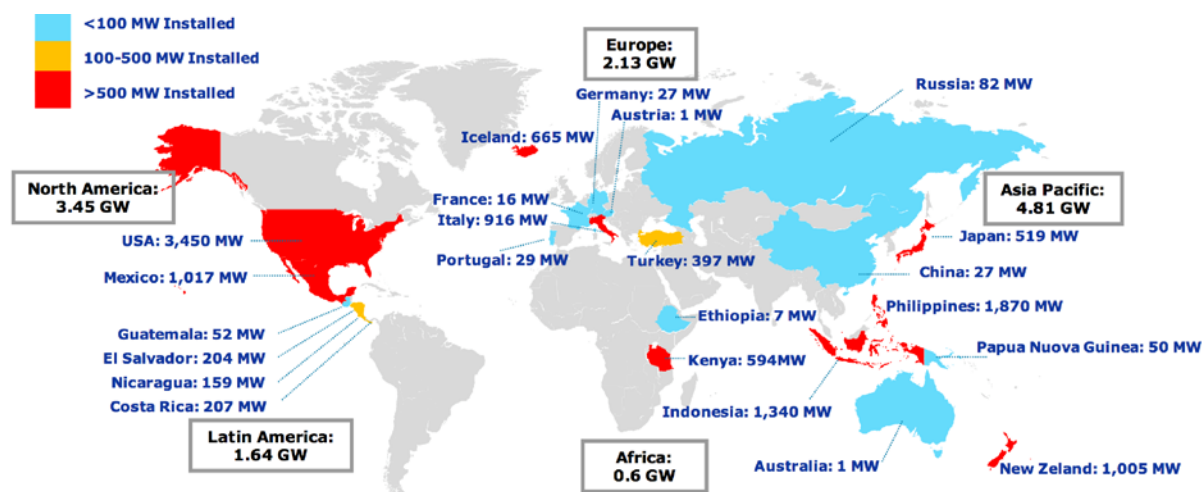 <100 MW Installed
100-500 MW Installed
>500 MW Installed
Europe:
2.13 GW
Germany: 27 MW
Austria: 1 MW
Russia: 82 MW
Iceland: 665 MW
North America:
3.45 GW
France: 16 MW
Italy: 916 MW
Portugal: 29 MW
Turkey: 397 MW
Asia Pacific:
4.81 GW
USA: 3,450 MW
Japan: 519 MW
Mexico: 1,017 MW
China: 27 MW
Philippines: 1,870 MW
Guatemala: 52 MW
El Salvador: 204 MW
Nicaragua: 159 MW
Costa Rica: 207 MW
Ethiopia: 7 MW
Kenya: 594MW
Papua Nuova Guinea: 50 MW
Indonesia: 1,340 MW
Latin America:
1.64 GW
Africa:
0.6 GW
Australia: 1 MW
New Zeland: 1,005 MW